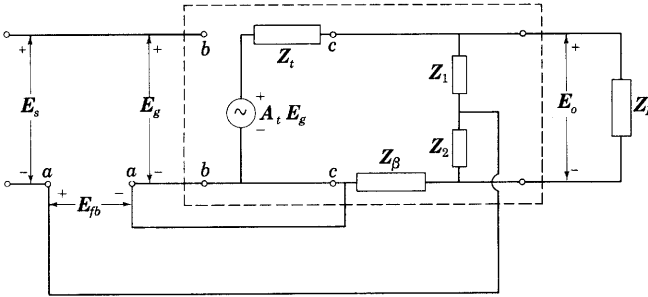 b
Z_t
c
+
E_s
-
+
E_g
-
+
A_t E_g
-
Z_1
Z_2
+
E_o
-
a
a
b
c
Z_β
+
E_fb
-